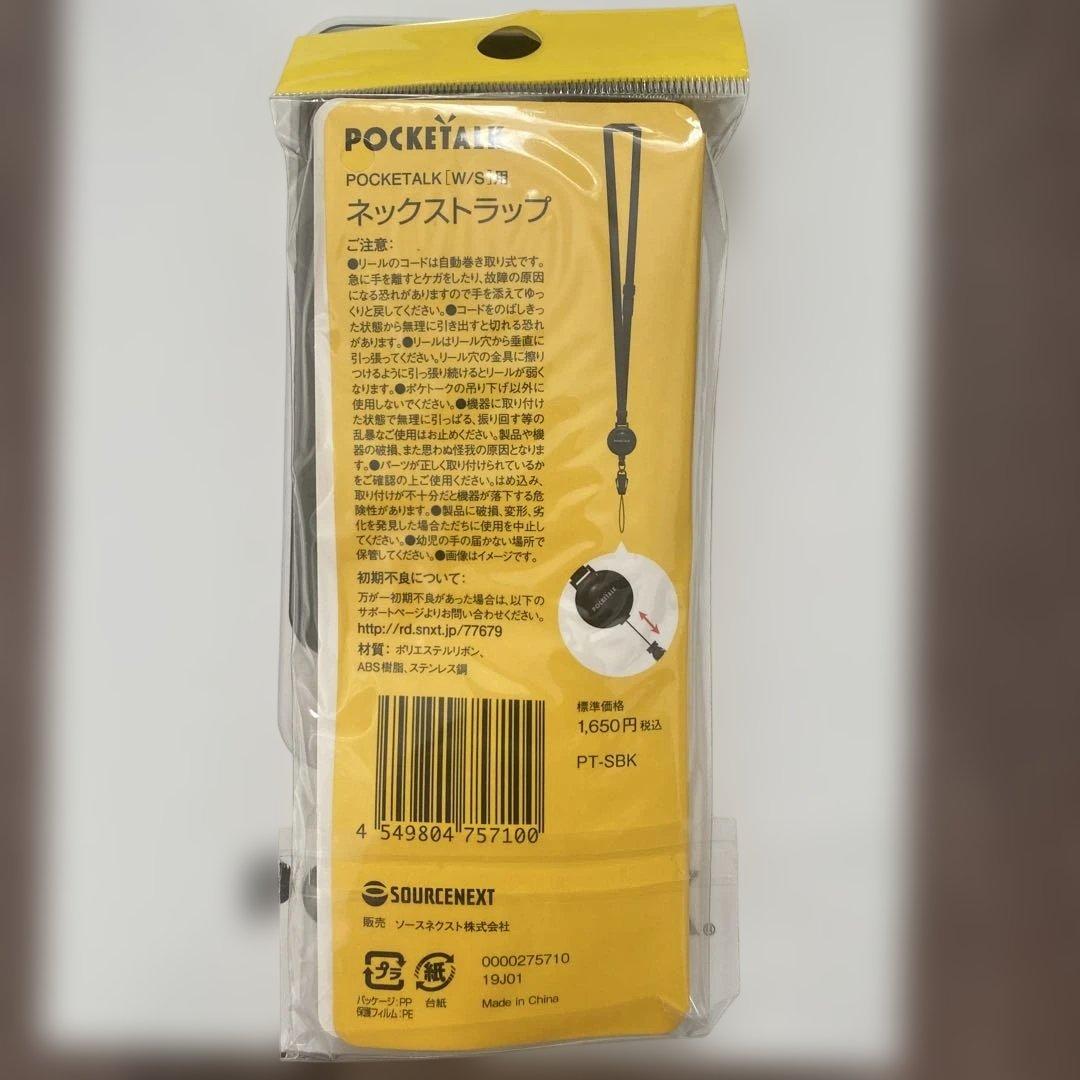 POCKETALK
POCKETALK［W/S］用
ネックストラップ
ご注意：
●リールのコードは自動巻き取り式です。
急に手を離すとケガをしたり、故障の原因
になる恐れがありますので手を添えてゆっ
くりと戻してください。●コードをのばしきっ
た状態から無理に引き出すと切れる恐れ
があります。●リールはリール穴から垂直に
引っ張ってください。リール穴の金具に擦り
つけるように引っ張り続けるとリールが弱く
なります。●ポケトークの吊り下げ以外に
使用しないでください。●機器に取り付け
た状態で無理に引っぱる、振り回す等の
乱暴なご使用はお止めください。製品や機
器の破損、また思わぬ怪我の原因となりま
す。●パーツが正しく取り付けられているか
をご確認の上ご使用ください。はめ込み、
取り付けが不十分だと機器が落下する危
険性があります。●製品に破損、変形、劣
化を発見した場合ただちに使用を中止し
てください。●幼児の手の届かない場所で
保管してください。●画像はイメージです。
初期不良について：
万が一初期不良があった場合は、以下の
サポートページよりお問い合わせください。
http://rd.snxt.jp/77679
材質：ポリエステルリボン、
ABS樹脂、ステンレス鋼
POCKETALK
POCKETALK
標準価格
1,650円 税込
PT-SBK
4 549804 757100
SOURCENEXT
販売 ソースネクスト株式会社
プラ
紙
パッケージ:PP
保護フィルム:PE
台紙
0000275710
19J01
Made in China